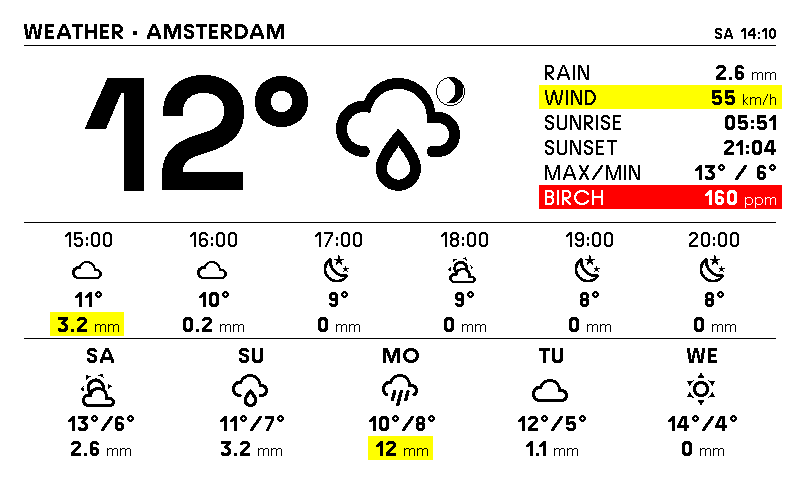 WEATHER · AMSTERDAM SA 14:10
12°
RAIN 2.6 mm
WIND 55 km/h
SUNRISE 05:51
SUNSET 21:04
MAX/MIN 13° / 6°
BIRCH 160 ppm
15:00 16:00 17:00 18:00 19:00 20:00
11° 10° 9° 9° 8° 8°
3.2 mm 0.2 mm 0 mm 0 mm 0 mm 0 mm
SA SU MO TU WE
13°/6° 11°/7° 10°/8° 12°/5° 14°/4°
2.6 mm 3.2 mm 12 mm 1.1 mm 0 mm